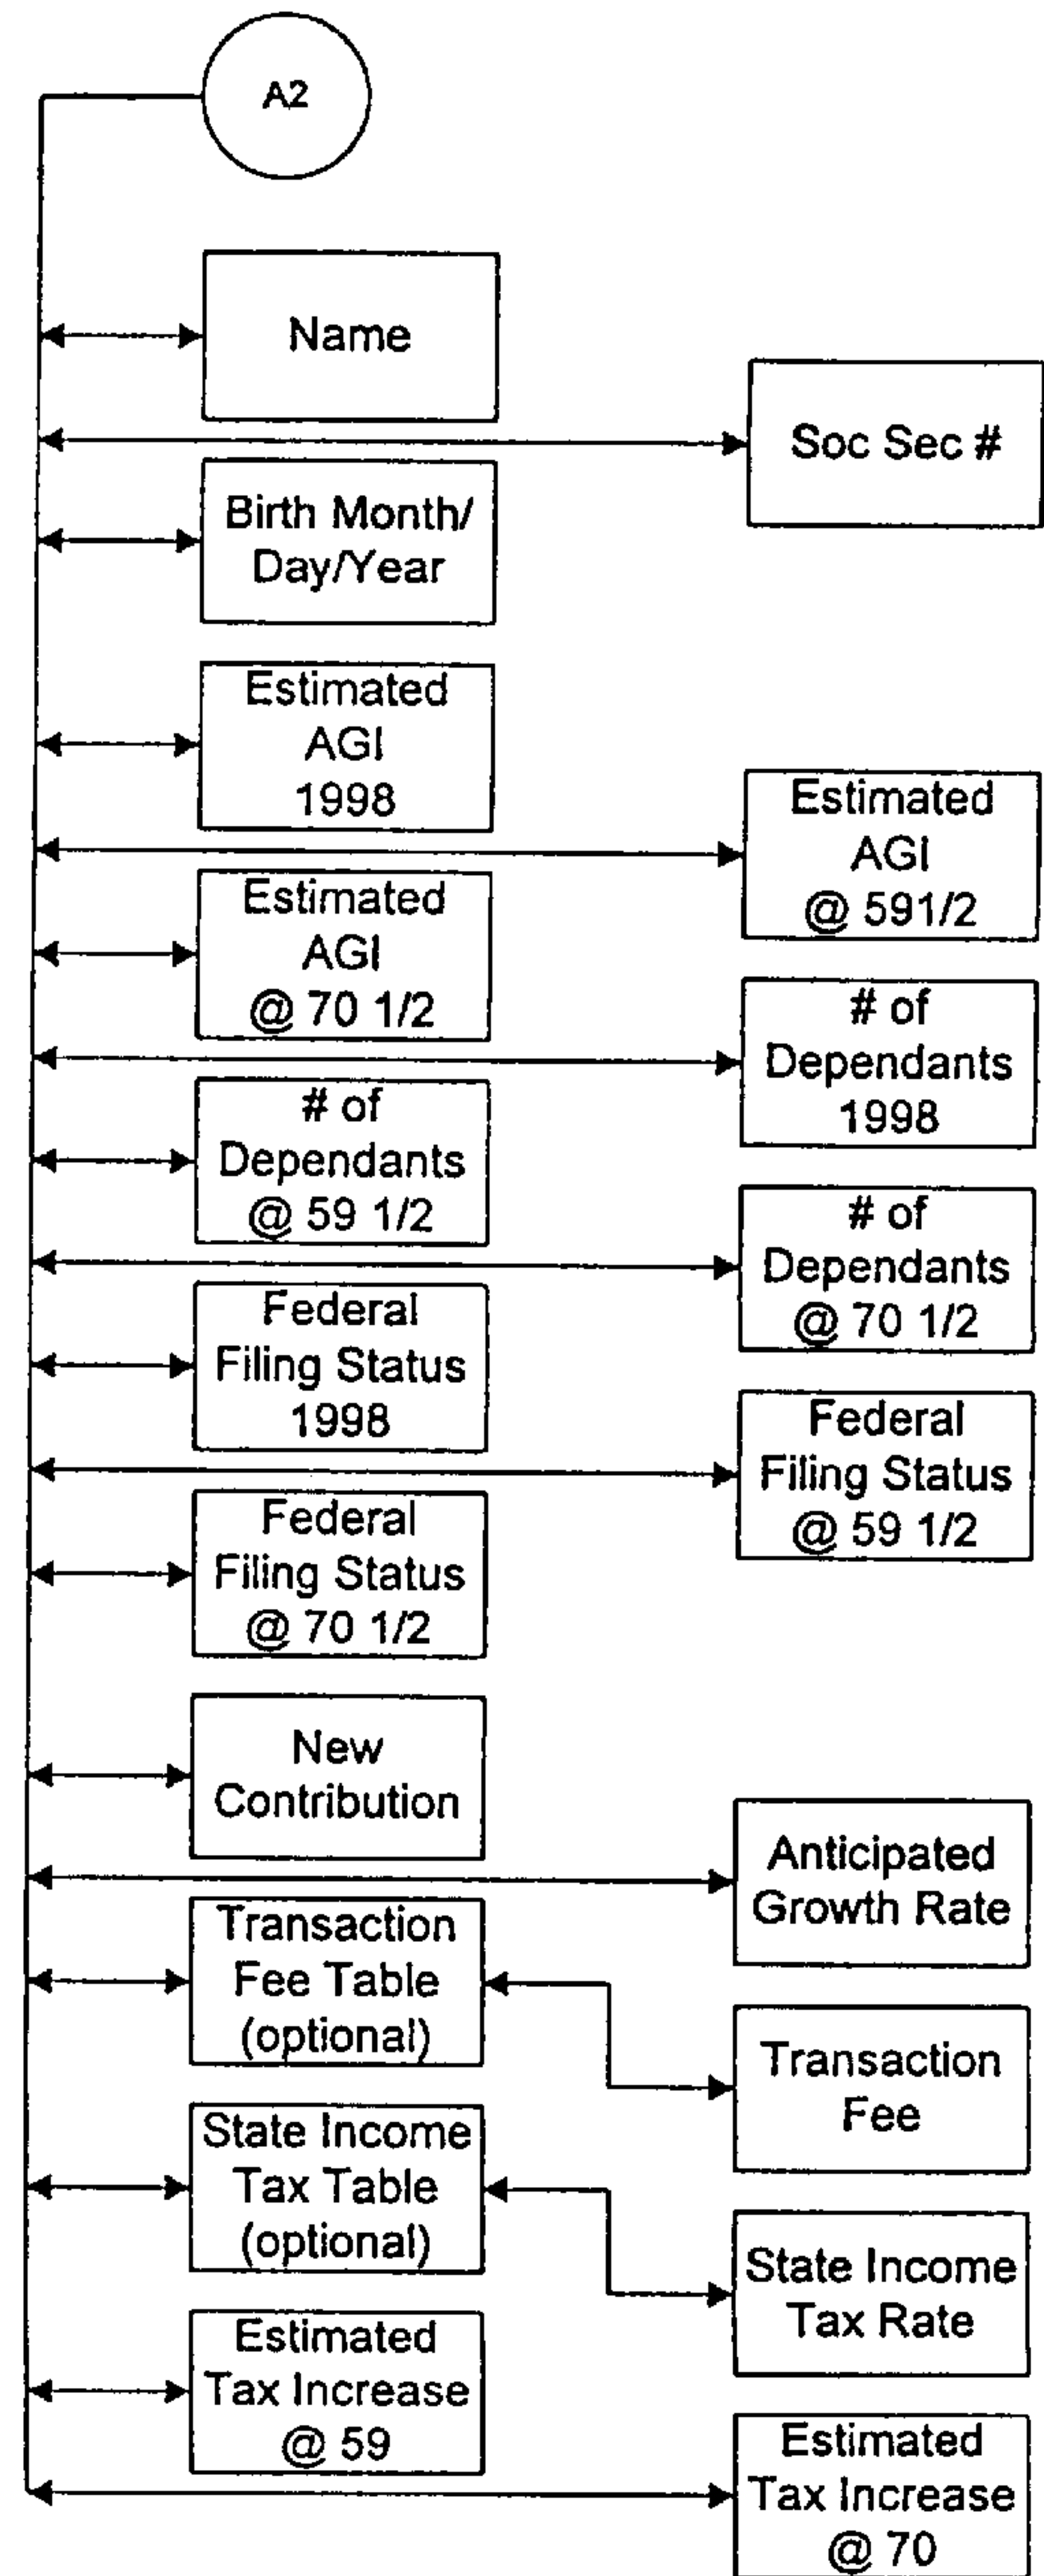 A2
Name
Soc Sec #
Birth Month/
Day/Year
Estimated
AGI
1998
Estimated
AGI
@ 591/2
Estimated
AGI
@ 70 1/2
# of
Dependants
1998
# of
Dependants
@ 59 1/2
# of
Dependants
@ 70 1/2
Federal
Filing Status
1998
Federal
Filing Status
@ 59 1/2
Federal
Filing Status
@ 70 1/2
New
Contribution
Anticipated
Growth Rate
Transaction
Fee Table
(optional)
Transaction
Fee
State Income
Tax Table
(optional)
State Income
Tax Rate
Estimated
Tax Increase
@ 59
Estimated
Tax Increase
@ 70